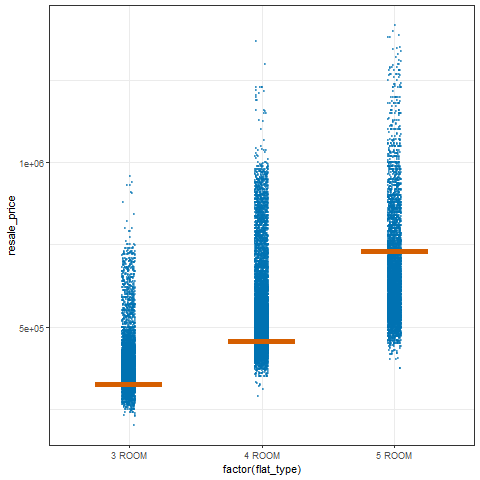 resale_price
1e+06
5e+05
3 ROOM 4 ROOM 5 ROOM
factor(flat_type)